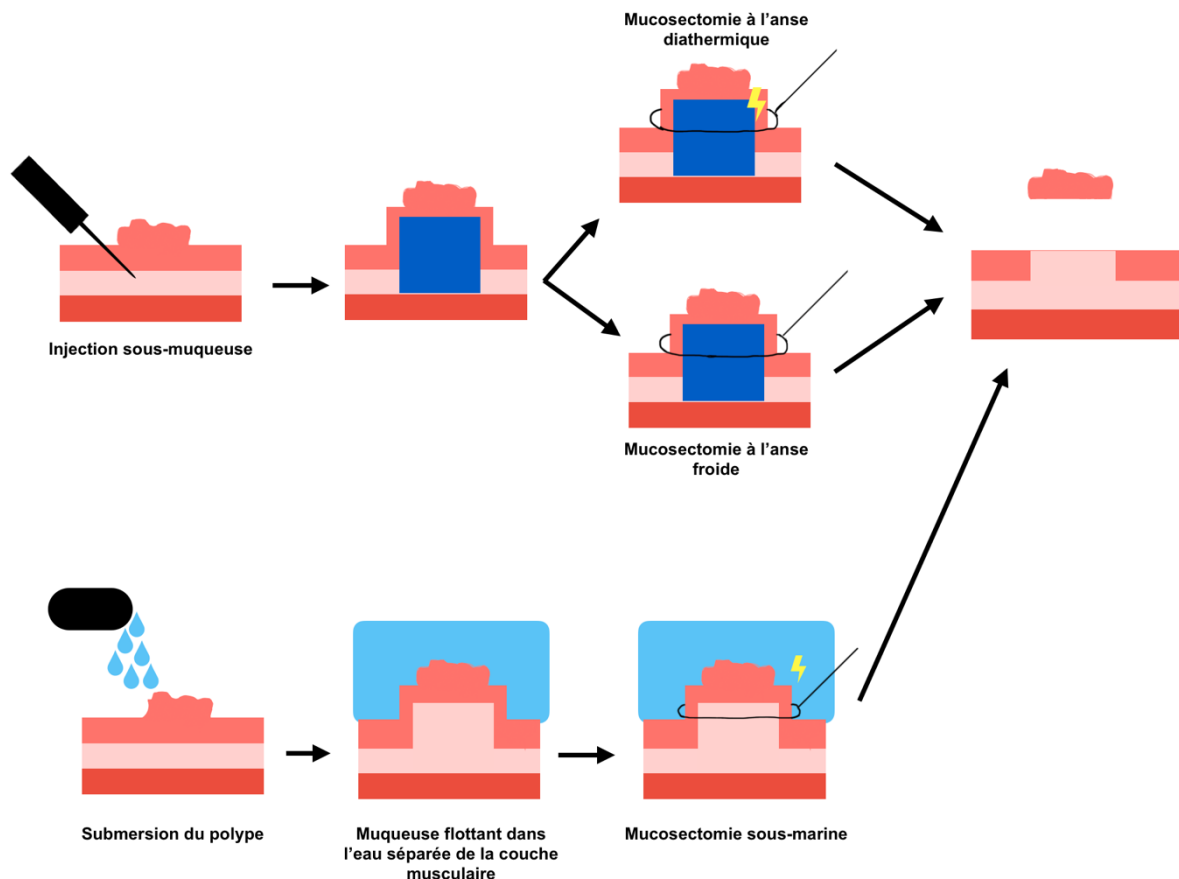 Mucosectomie à l’anse
diathermique
Injection sous-muqueuse
Mucosectomie à l’anse
froide
Submersion du polype
Muqueuse flottant dans
l’eau séparée de la couche
musculaire
Mucosectomie sous-marine